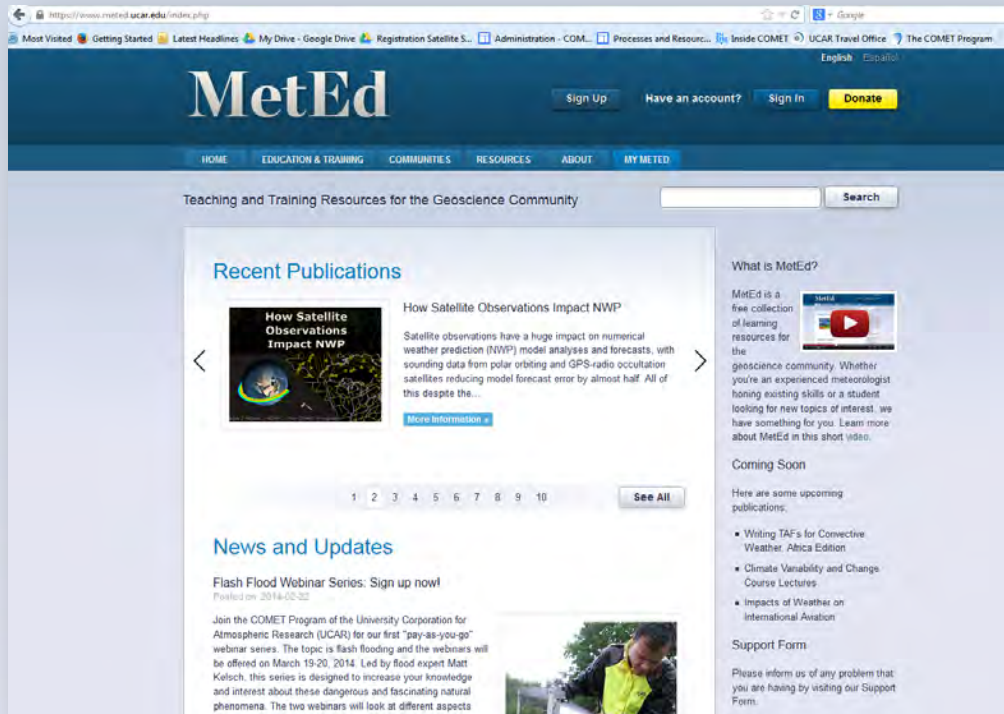 https://www.meted.ucar.edu/index.php
Google
Most Visited Getting Started Latest Headlines My Drive - Google Drive Registration Satellite S... Administration - COM... Processes and Resourc... Inside COMET UCAR Travel Office The COMET Program
English Español
MetEd
Sign Up Have an account? Sign In Donate
HOME EDUCATION & TRAINING COMMUNITIES RESOURCES ABOUT MY METED
Teaching and Training Resources for the Geoscience Community
Search
Recent Publications
How Satellite
Observations
Impact NWP
How Satellite Observations Impact NWP
Satellite observations have a huge impact on numerical
weather prediction (NWP) model analyses and forecasts, with
sounding data from polar orbiting and GPS-radio occultation
satellites reducing model forecast error by almost half. All of
this despite the...
More Information »
1 2 3 4 5 6 7 8 9 10
See All
News and Updates
Flash Flood Webinar Series: Sign up now!
Posted on 2014-02-22
Join the COMET Program of the University Corporation for
Atmospheric Research (UCAR) for our first "pay-as-you-go"
webinar series. The topic is flash flooding and the webinars will
be offered on March 19-20, 2014. Led by flood expert Matt
Kelsch, this series is designed to increase your knowledge
and interest about these dangerous and fascinating natural
phenomena. The two webinars will look at different aspects
What is MetEd?
MetEd is a
free collection
of learning
resources for
the
geoscience community. Whether
you're an experienced meteorologist
honing existing skills or a student
looking for new topics of interest, we
have something for you. Learn more
about MetEd in this short video.
MetEd
Coming Soon
Here are some upcoming
publications:
▪ Writing TAFs for Convective
Weather, Africa Edition
▪ Climate Variability and Change
Course Lectures
▪ Impacts of Weather on
International Aviation
Support Form
Please inform us of any problem that
you are having by visiting our Support
Form.